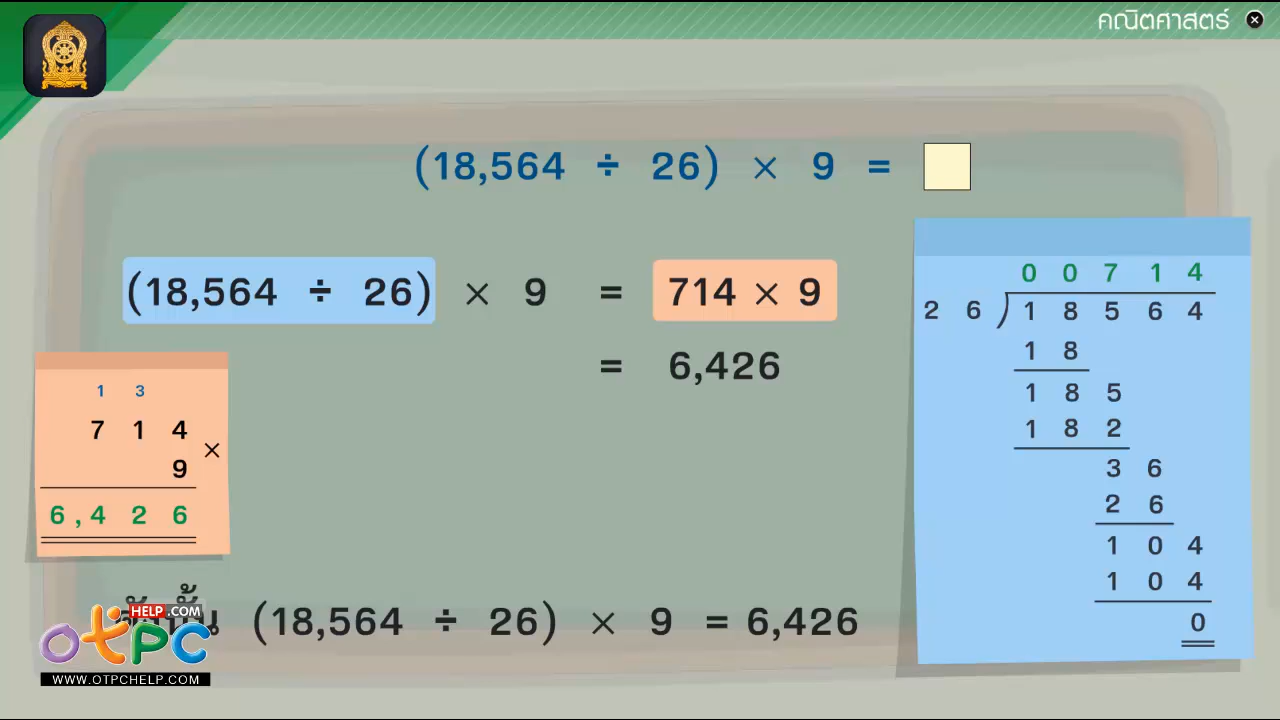 คณิตศาสตร์
(18,564 ÷ 26) × 9 =
(18,564 ÷ 26) × 9 = 714 × 9
= 6,426
1 3
7 1 4
×
9
6,4 2 6
0 0 7 1 4
2 6 ) 1 8 5 6 4
1 8
1 8 5
1 8 2
3 6
2 6
1 0 4
1 0 4
0
(18,564 ÷ 26) × 9 = 6,426
HELP.COM
OTPC
WWW.OTPCHELP.COM